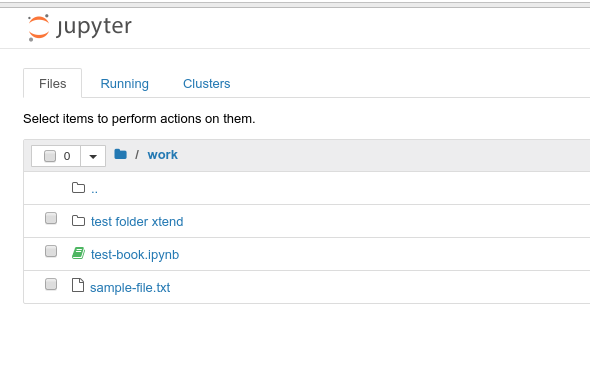 jupyter
Files Running Clusters
Select items to perform actions on them.
0 / work
..
test folder xtend
test-book.ipynb
sample-file.txt